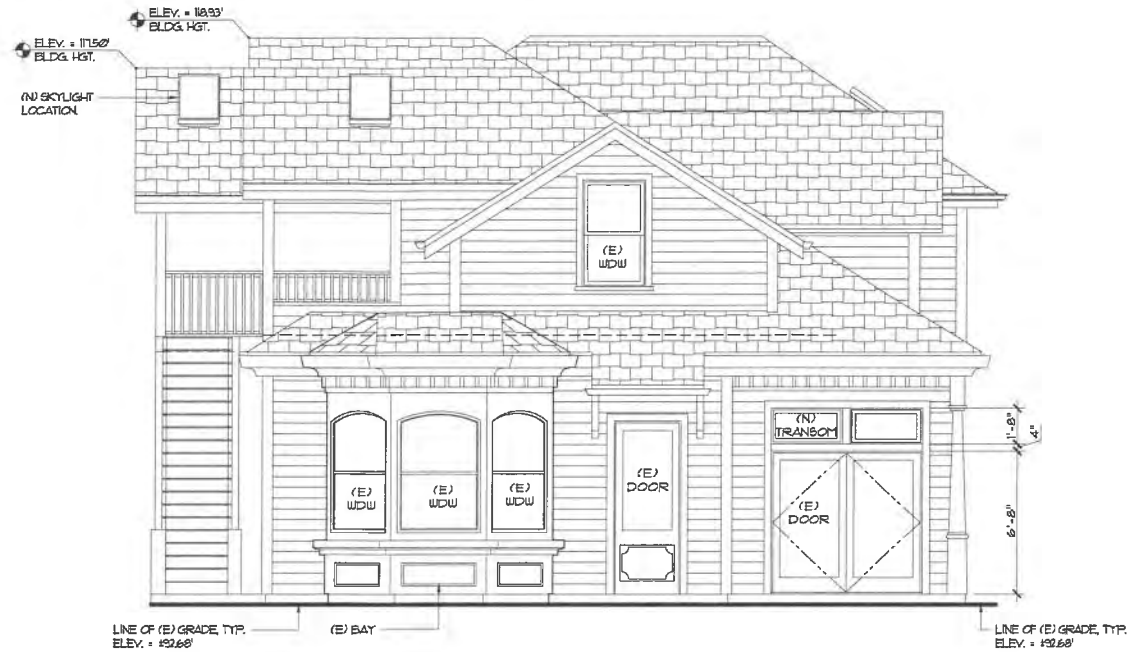 ELEV. = 118.93'
BLDG. HGT.
ELEV. = 117.50'
BLDG. HGT.
(N) SKYLIGHT
LOCATION.
(E)
WDW
(N)
TRANSOM
1'-8"
4"
(E)
WDW
(E)
WDW
(E)
WDW
(E)
DOOR
(E)
DOOR
6'-8"
LINE OF (E) GRADE, TYP.
ELEV. = ±92.68'
(E) BAY
LINE OF (E) GRADE, TYP.
ELEV. = ±92.68'